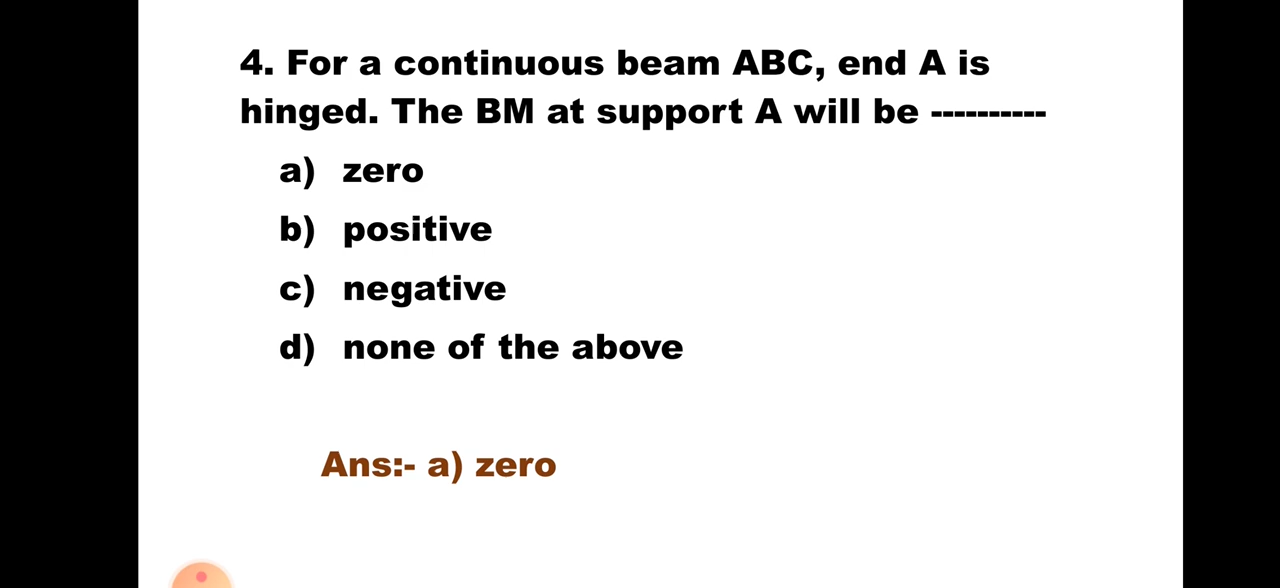 4. For a continuous beam ABC, end A is
hinged. The BM at support A will be ----------
a) zero
b) positive
c) negative
d) none of the above
Ans:- a) zero